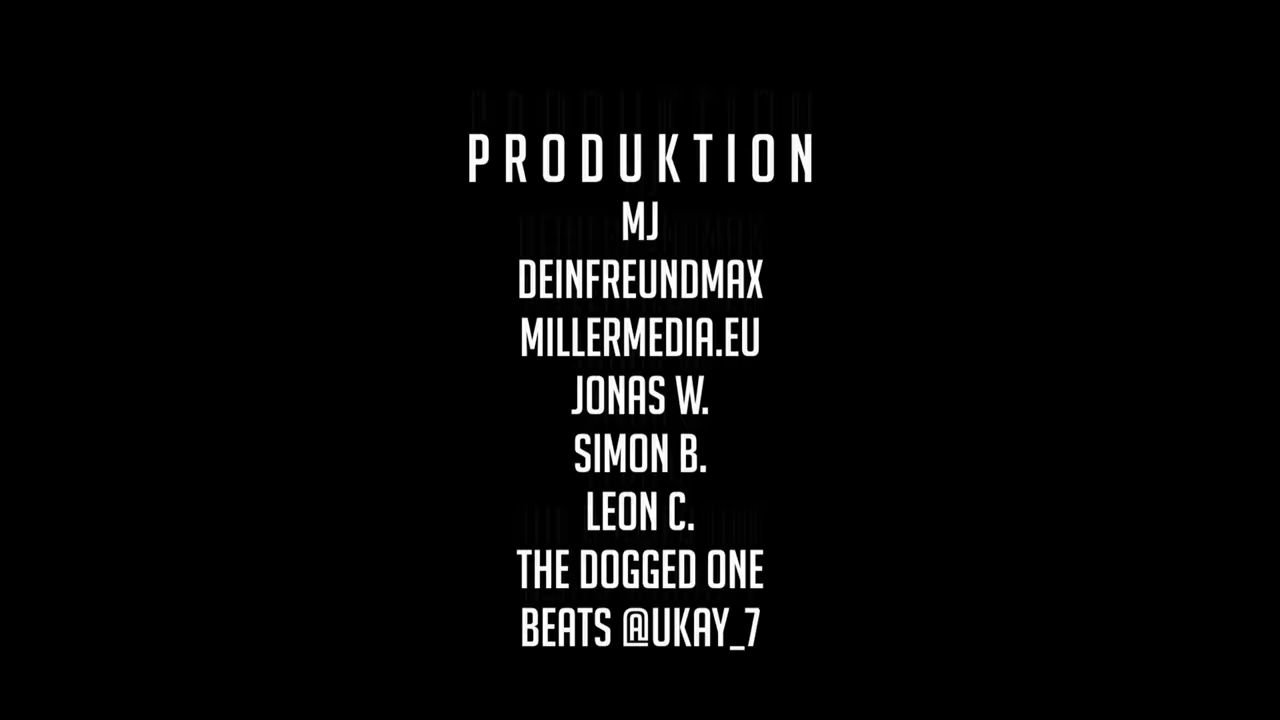 PRODUKTION
MJ
DEINFREUNDMAX
MILLERMEDIA.EU
JONAS W.
SIMON B.
LEON C.
THE DOGGED ONE
BEATS @UKAY_7